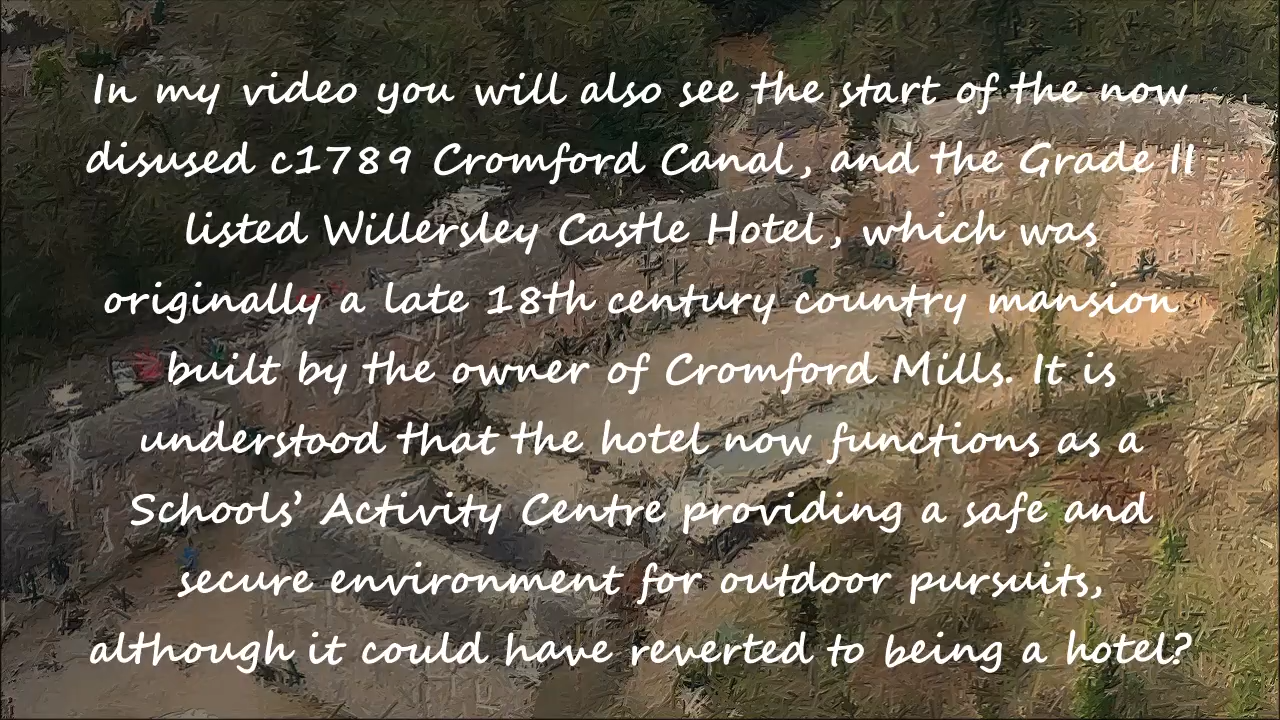 In my video you will also see the start of the now
disused c1789 Cromford Canal, and the Grade II
listed Willersley Castle Hotel, which was
originally a late 18th century country mansion
built by the owner of Cromford Mills. It is
understood that the hotel now functions as a
Schools’ Activity Centre providing a safe and
secure environment for outdoor pursuits,
although it could have reverted to being a hotel?